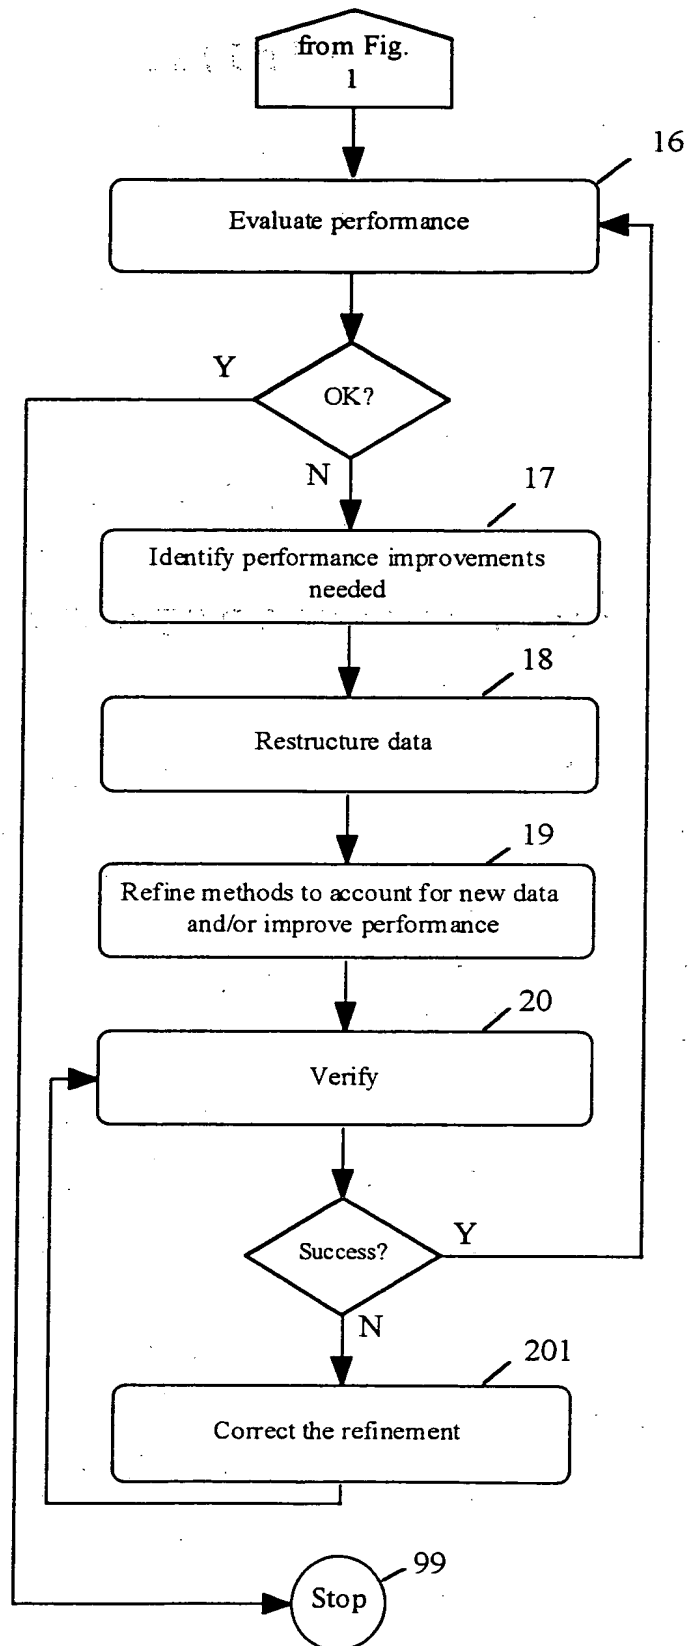 from Fig.
1
16
Evaluate performance
Y
OK?
N
17
Identify performance improvements
needed
18
Restructure data
19
Refine methods to account for new data
and/or improve performance
20
Verify
Success?
Y
N
201
Correct the refinement
99
Stop